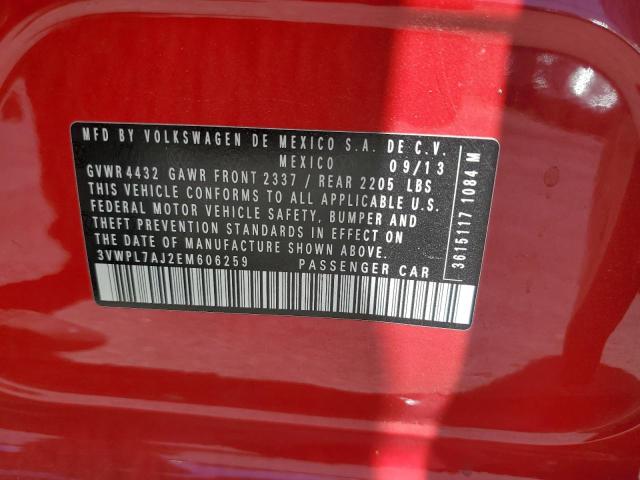 MFD BY VOLKSWAGEN DE MEXICO S.A. DE C.V.
MEXICO 09/13
GVWR 4432 GAWR FRONT 2337 / REAR 2205 LBS
THIS VEHICLE CONFORMS TO ALL APPLICABLE U.S.
FEDERAL MOTOR VEHICLE SAFETY, BUMPER AND
THEFT PREVENTION STANDARDS IN EFFECT ON
THE DATE OF MANUFACTURE SHOWN ABOVE.
3VWPL7AJ2EM606259 PASSENGER CAR
3615117 1084 M